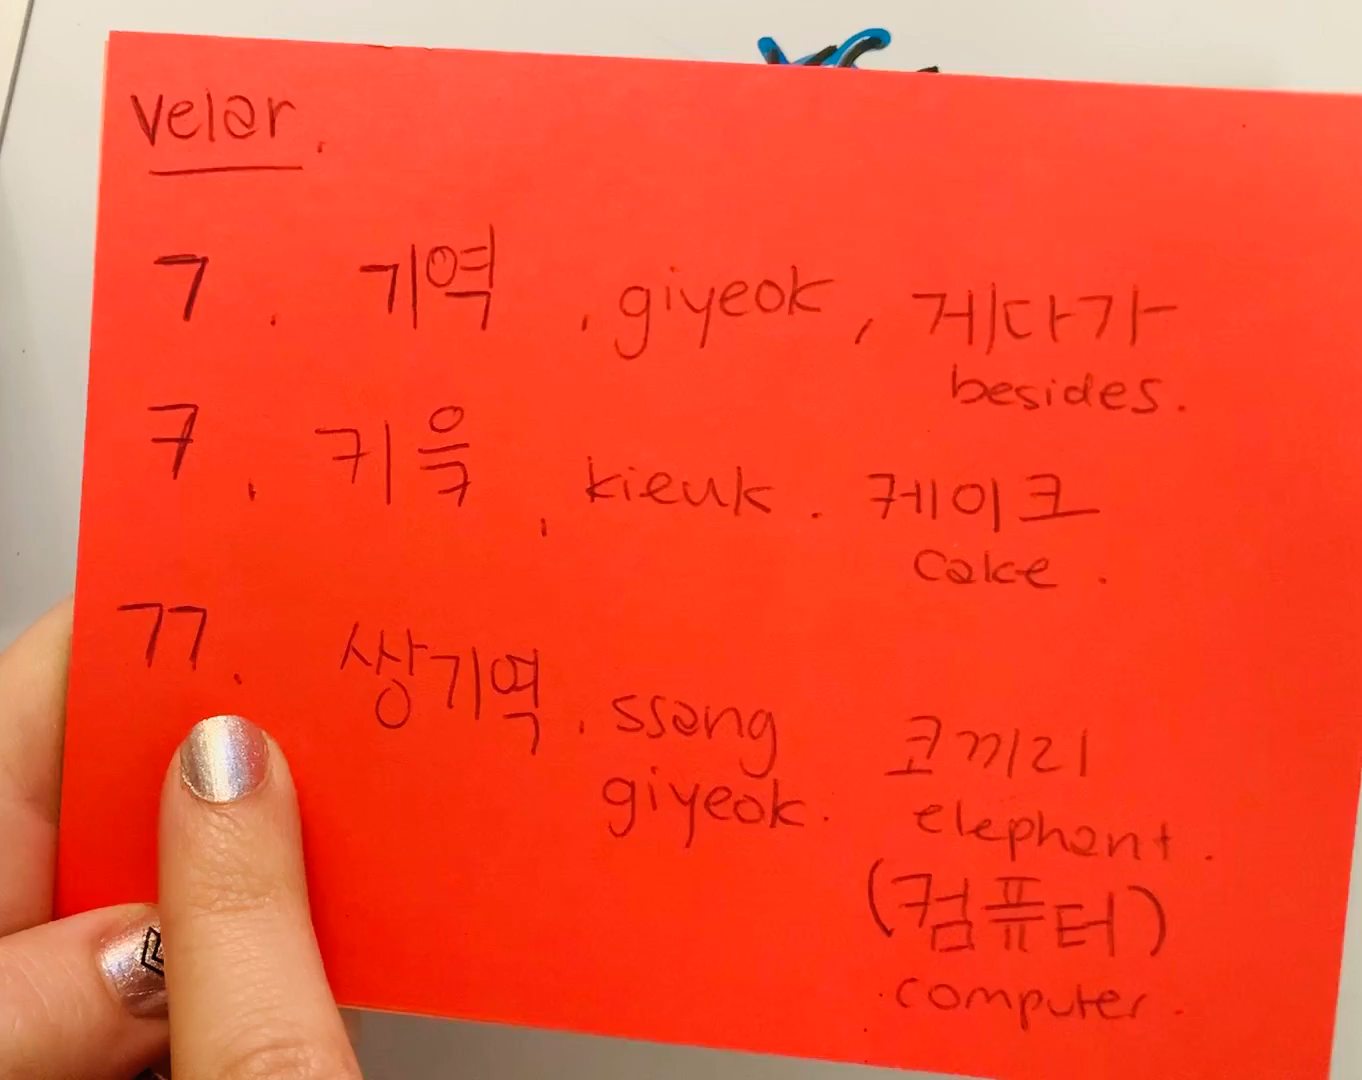 Velar.
ㄱ. 기역, giyeok, 게다가
besides.
ㅋ, 키읔, kieuk. 케이크
cake.
ㄲ. 쌍기역, ssang 코끼리
giyeok. elephant.
(컴퓨터)
computer.